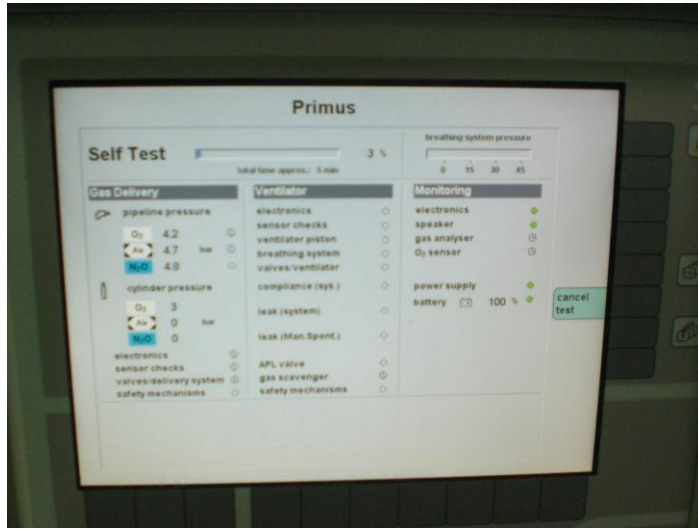 Primus
Self Test
3 %
total time approx.: 5 min
breathing system pressure
0 15 30 45
Gas Delivery
pipeline pressure
O₂ 4.2
Air 4.7 bar
N₂O 4.8
cylinder pressure
O₂ 3
Air 0 bar
N₂O 0
electronics
sensor checks
valves/delivery system
safety mechanisms
Ventilator
electronics
sensor checks
ventilator piston
breathing system
valves/ventilator
compliance (sys.)
leak (system)
leak (Man.Spont.)
APL valve
gas scavenger
safety mechanisms
Monitoring
electronics
speaker
gas analyser
O₂ sensor
power supply
battery 100 %
cancel
test